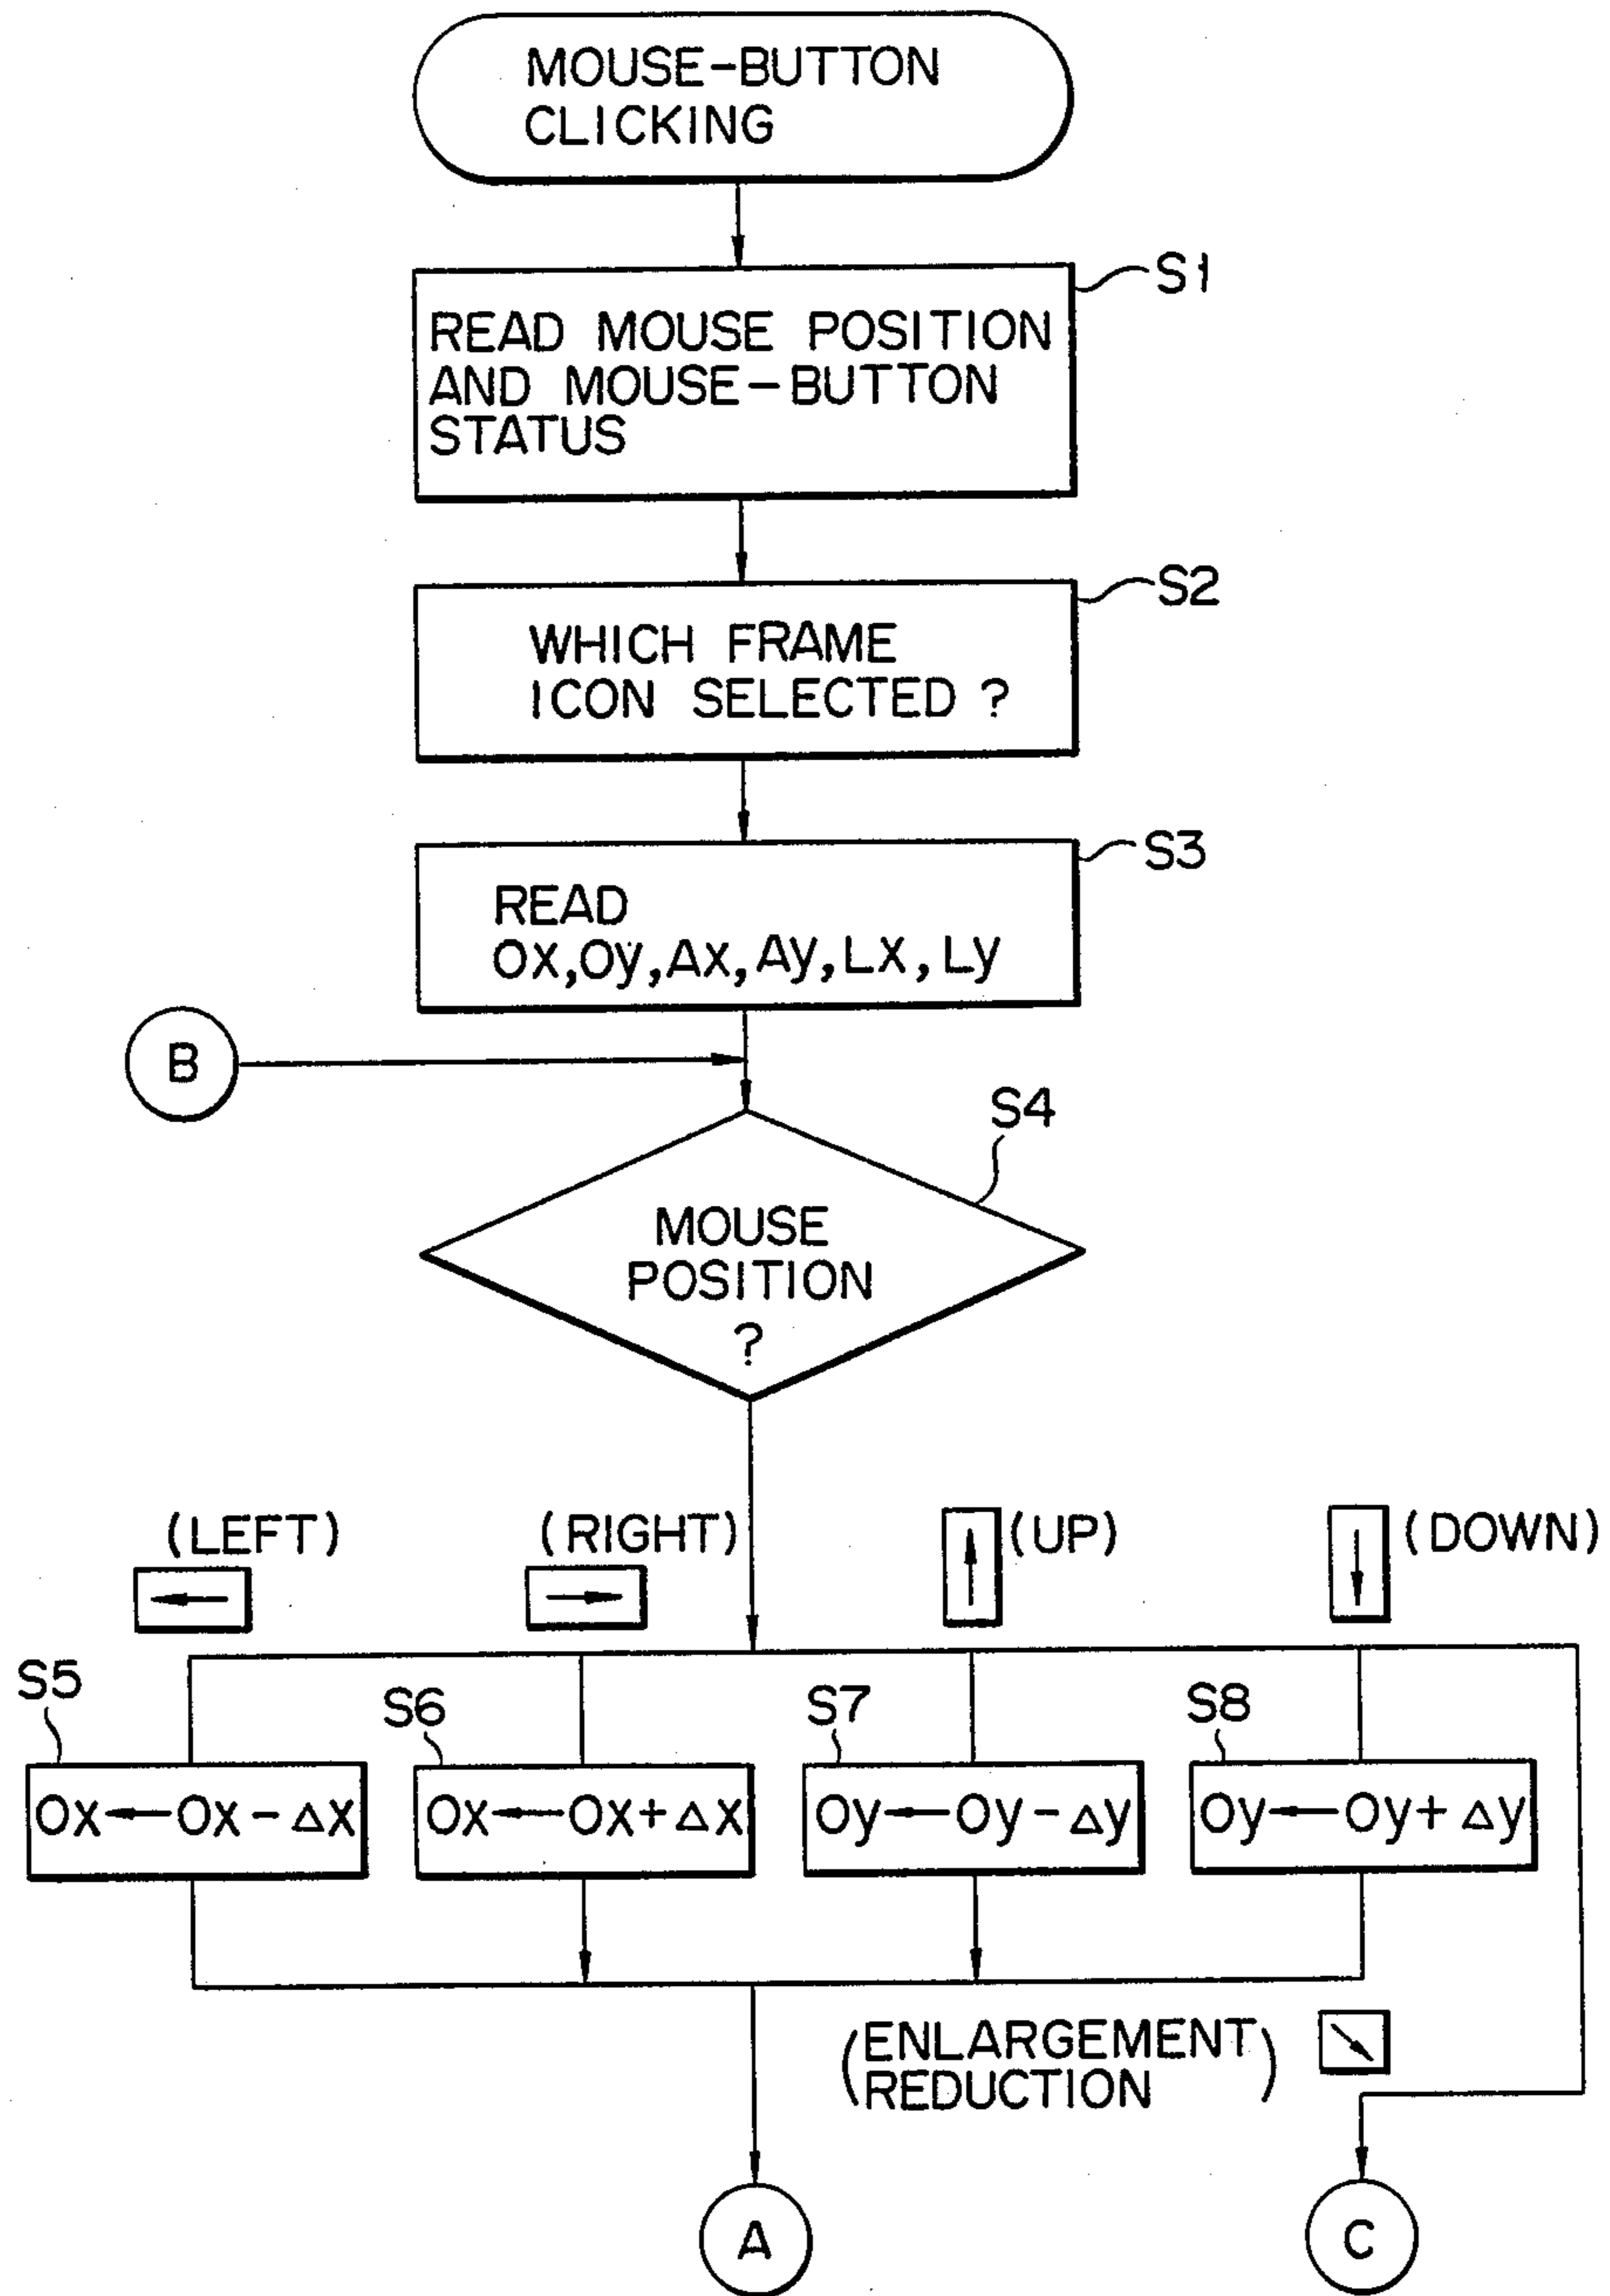 MOUSE-BUTTON
CLICKING
S1
READ MOUSE POSITION
AND MOUSE-BUTTON
STATUS
S2
WHICH FRAME
ICON SELECTED ?
S3
READ
Ox, Oy, Ax, Ay, Lx, Ly
B
S4
MOUSE
POSITION
?
(LEFT)
(RIGHT)
(UP)
(DOWN)
←
→
↑
↓
S5
S6
S7
S8
Ox ← Ox - Δx
Ox ← Ox + Δx
Oy ← Oy - Δy
Oy ← Oy + Δy
(ENLARGEMENT
REDUCTION)
↘
A
C